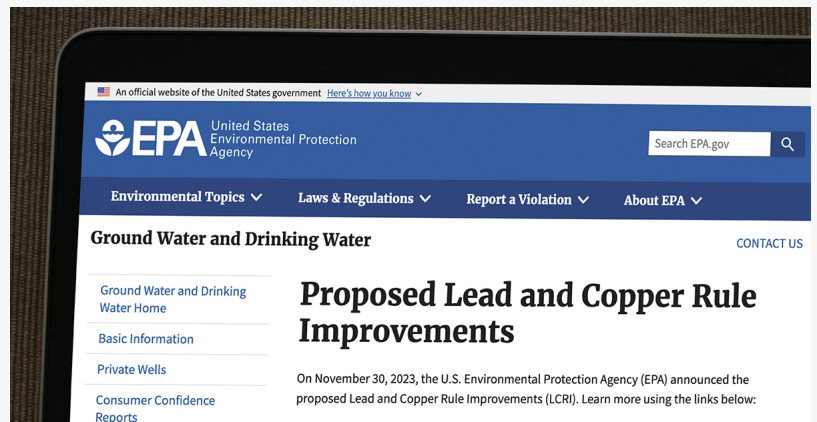 An official website of the United States government Here's how you know
EPA United States
Environmental Protection
Agency
Search EPA.gov
Environmental Topics
Laws & Regulations
Report a Violation
About EPA
Ground Water and Drinking Water
CONTACT US
Ground Water and Drinking
Water Home
Basic Information
Private Wells
Consumer Confidence
Reports
Proposed Lead and Copper Rule
Improvements
On November 30, 2023, the U.S. Environmental Protection Agency (EPA) announced the
proposed Lead and Copper Rule Improvements (LCRI). Learn more using the links below: